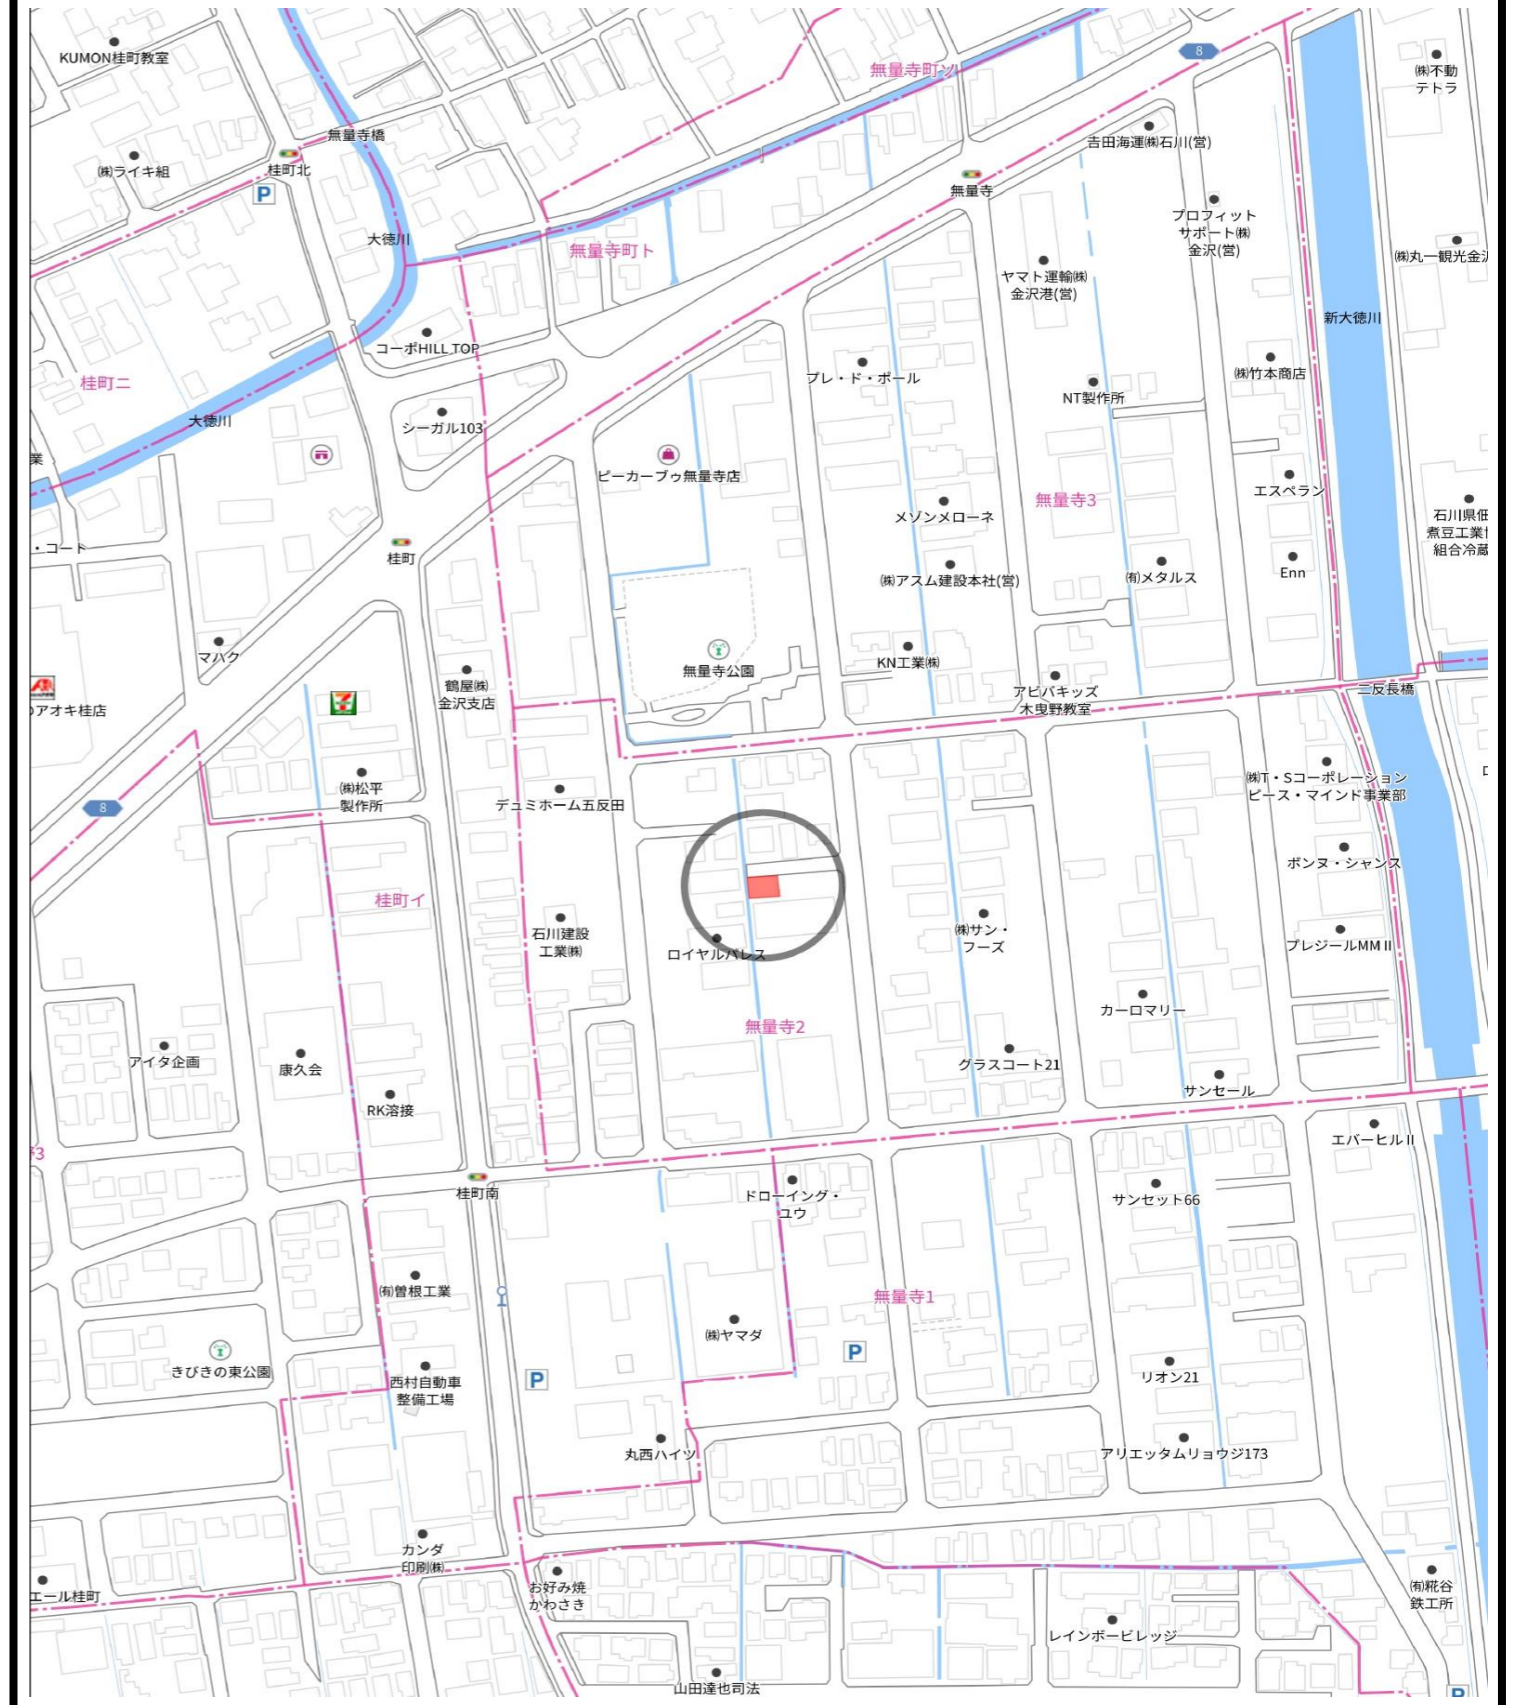 KUMON桂町教室
無量寺町ソ
8
㈱不動
テトラ
無量寺橋
㈱ライキ組
桂町北
P
吉田海運㈱石川(営)
無量寺
プロフィット
サポート㈱
金沢(営)
大徳川
無量寺町ト
ヤマト運輸㈱
金沢港(営)
㈱丸一観光金沢
新大徳川
コーポHILL TOP
プレ・ド・ポール
㈱竹本商店
桂町ニ
NT製作所
大徳川
シーガル103
業
ピーカーブゥ無量寺店
エスペラン
無量寺3
メゾンメローネ
石川県佃
煮豆工業
組合冷蔵
・コート
桂町
㈱アスム建設本社(営)
㈲メタルス
Enn
マハク
無量寺公園
KN工業㈱
鶴屋㈱
金沢支店
アビバキッズ
木曳野教室
二反長橋
アオキ桂店
7
㈱松平
製作所
デュミホーム五反田
㈱T・Sコーポレーション
ピース・マインド事業部
8
ボンヌ・シャンス
桂町イ
石川建設
工業㈱
ロイヤルパレス
㈱サン・
フーズ
プレジールMMⅡ
カーロマリー
無量寺2
アイタ企画
康久会
グラスコート21
RK溶接
サンセール
エバーヒルⅡ
3
桂町南
ドローイング・
ユウ
サンセット66
㈲曽根工業
無量寺1
㈱ヤマダ
P
きびきの東公園
西村自動車
整備工場
P
リオン21
丸西ハイツ
アリエッタムリョウジ173
カンダ
印刷㈱
お好み焼
かわさき
エール桂町
㈲糀谷
鉄工所
レインボービレッジ
山田達也司法
P